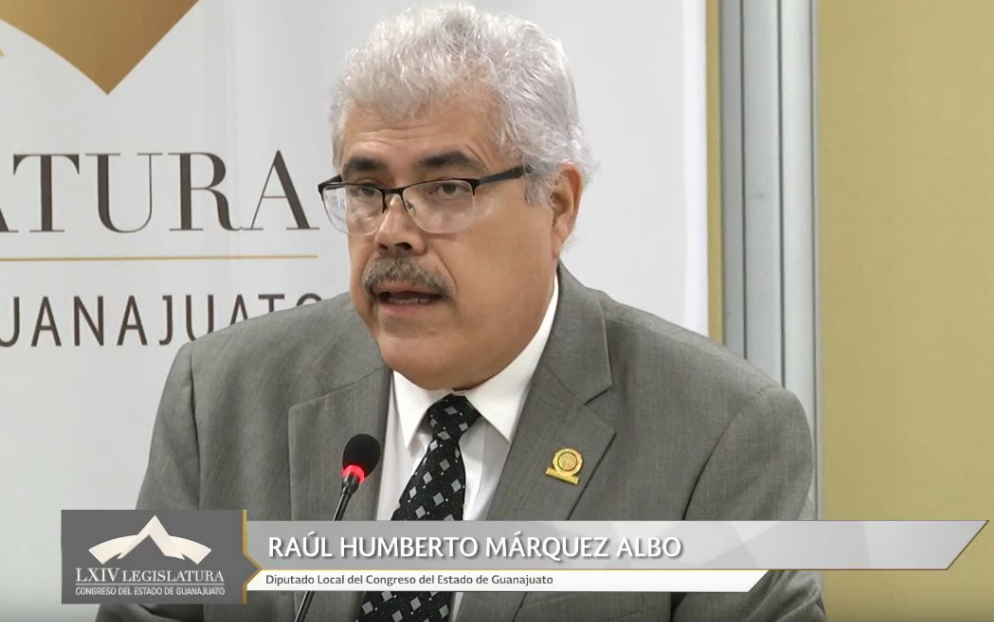 ATURA
GUANAJUATO
RAÚL HUMBERTO MÁRQUEZ ALBO
Diputado Local del Congreso del Estado de Guanajuato
LXIV LEGISLATURA
CONGRESO DEL ESTADO DE GUANAJUATO